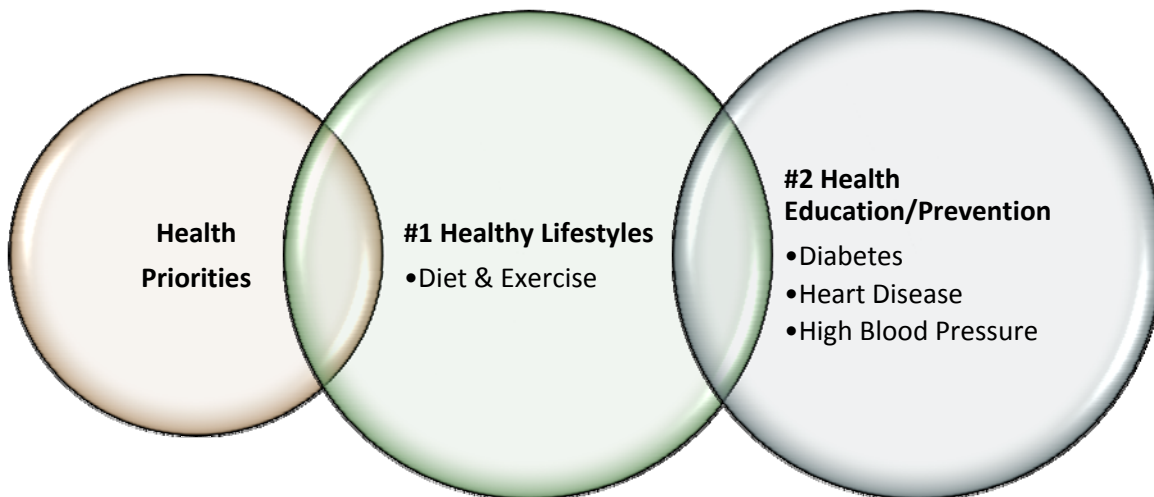 Health
Priorities
#1 Healthy Lifestyles
•Diet & Exercise
#2 Health
Education/Prevention
•Diabetes
•Heart Disease
•High Blood Pressure